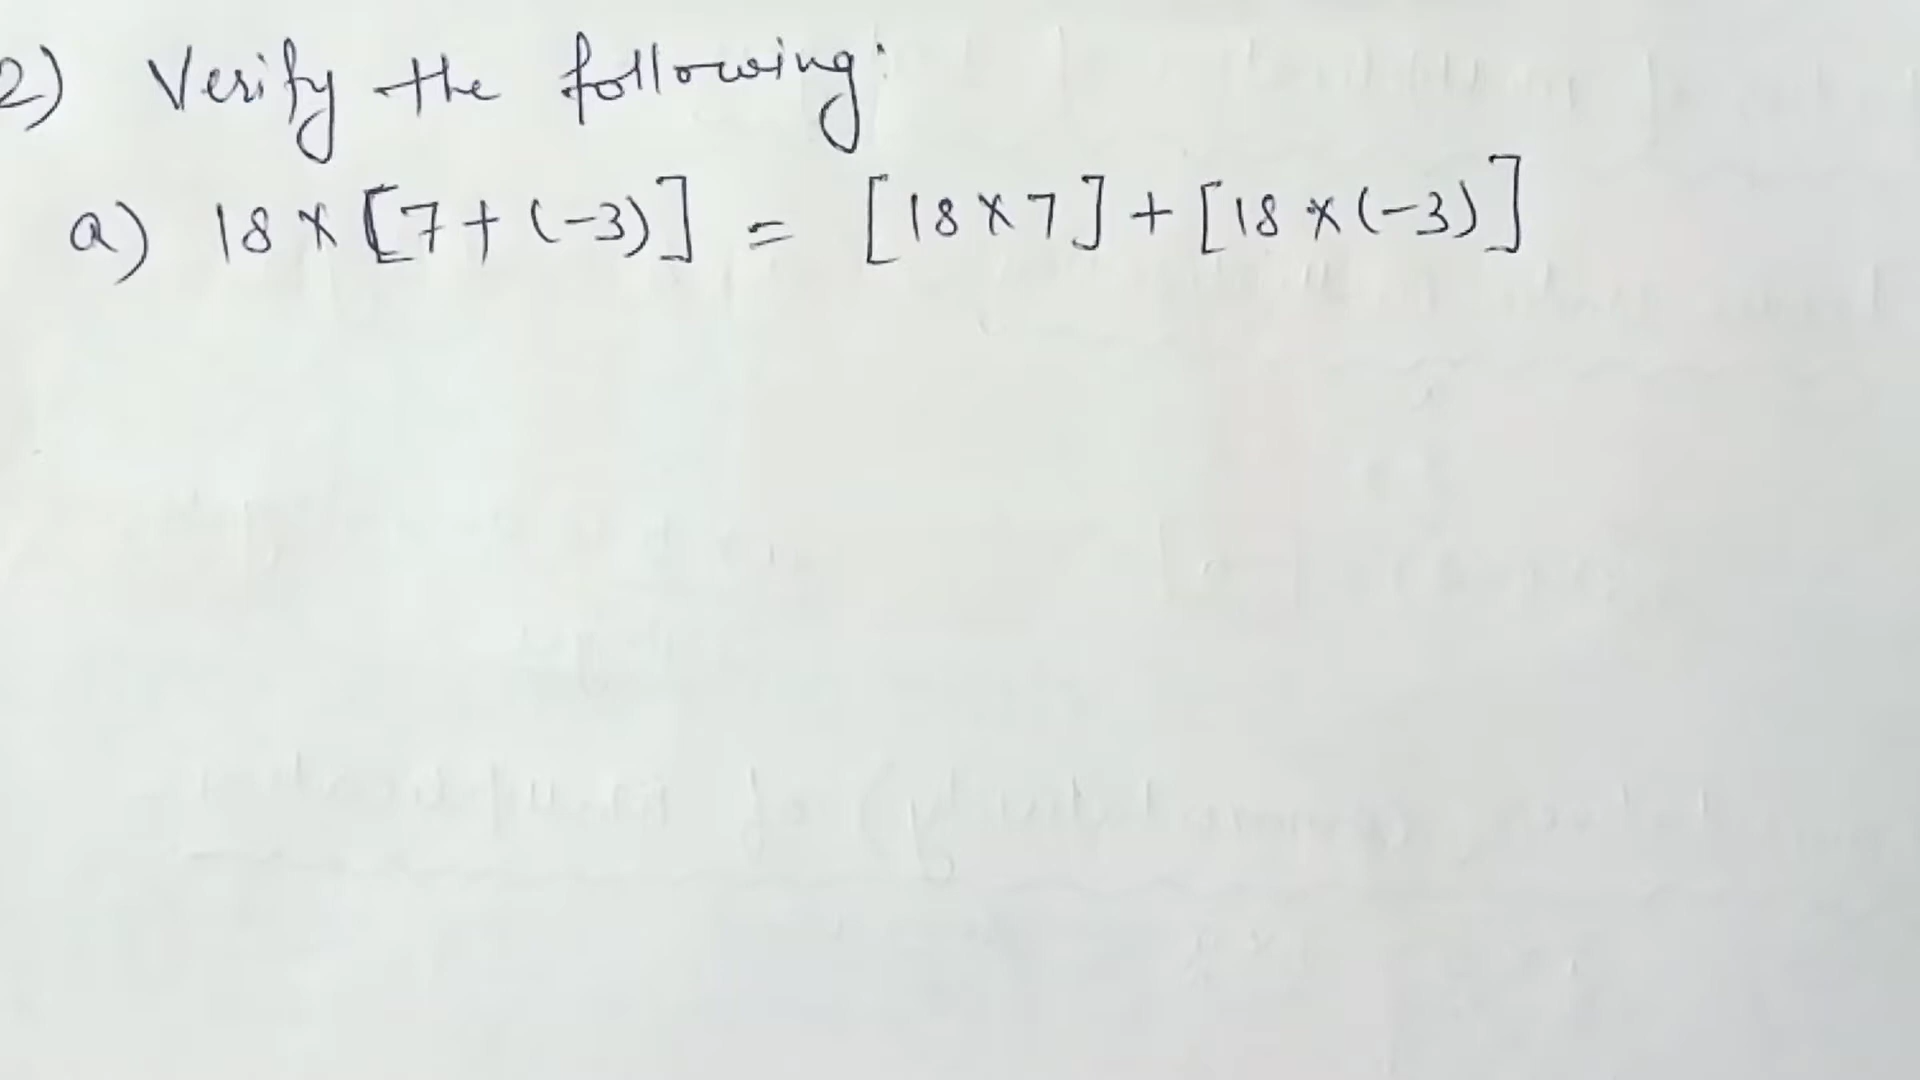 2) Verify the following:
a) 18 × [7 + (-3)] = [18 × 7] + [18 × (-3)]